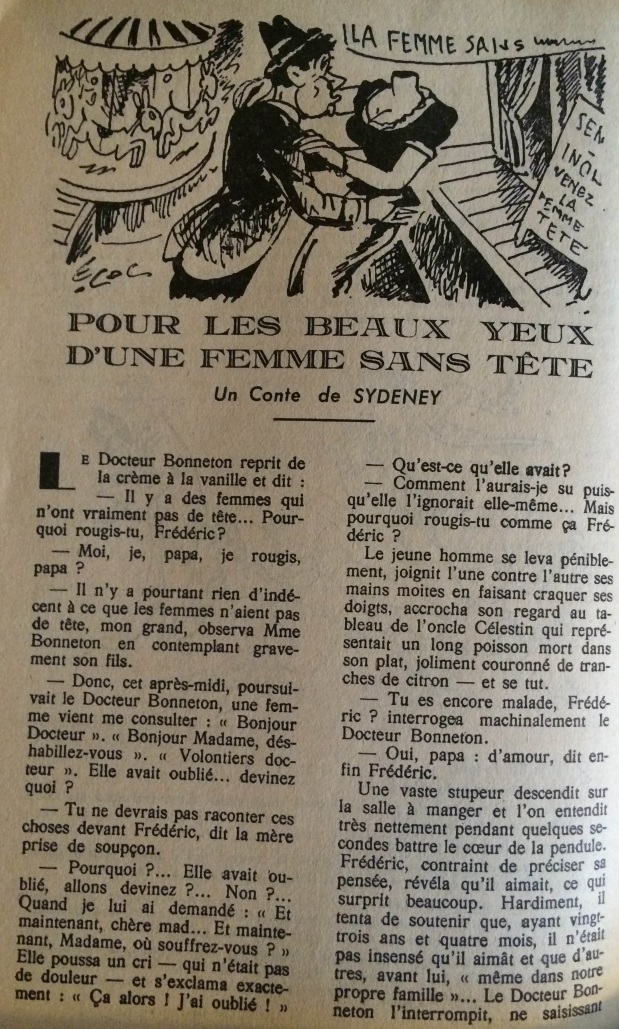 LA FEMME SANS
SEN-
INOL
VENEZ
LA
FEMME
TÊTE
POUR LES BEAUX YEUX
D'UNE FEMME SANS TÊTE
Un Conte de SYDENEY
LE Docteur Bonneton reprit de
la crème à la vanille et dit :
— Il y a des femmes qui
n'ont vraiment pas de tête... Pour-
quoi rougis-tu, Frédéric ?
— Moi, je, papa, je rougis,
papa ?
— Il n'y a pourtant rien d'indé-
cent à ce que les femmes n'aient pas
de tête, mon grand, observa Mme
Bonneton en contemplant grave-
ment son fils.
— Donc, cet après-midi, poursui-
vait le Docteur Bonneton, une fem-
me vient me consulter : « Bonjour
Docteur ». « Bonjour Madame, dés-
habillez-vous ». « Volontiers doc-
teur ». Elle avait oublié... devinez
quoi ?
— Tu ne devrais pas raconter ces
choses devant Frédéric, dit la mère
prise de soupçon.
— Pourquoi ?... Elle avait ou-
blié, allons devinez ?... Non ?...
Quand je lui ai demandé : « Et
maintenant, chère mad... Et mainte-
nant, Madame, où souffrez-vous ? »
Elle poussa un cri — qui n'était pas
de douleur — et s'exclama exacte-
ment : « Ça alors ! J'ai oublié ! »
— Qu'est-ce qu'elle avait?
— Comment l'aurais-je su puis-
qu'elle l'ignorait elle-même... Mais
pourquoi rougis-tu comme ça Fré-
déric ?
Le jeune homme se leva pénible-
ment, joignit l'une contre l'autre ses
mains moites en faisant craquer ses
doigts, accrocha son regard au ta-
bleau de l'oncle Célestin qui repré-
sentait un long poisson mort dans
son plat, joliment couronné de tran-
ches de citron — et se tut.
— Tu es encore malade, Frédé-
ric ? interrogea machinalement le
Docteur Bonneton.
— Oui, papa : d'amour, dit en-
fin Frédéric.
Une vaste stupeur descendit sur
la salle à manger et l'on entendit
très nettement pendant quelques se-
condes battre le cœur de la pendule.
Frédéric, contraint de préciser sa
pensée, révéla qu'il aimait, ce qui
surprit beaucoup. Hardiment, il
tenta de soutenir que, ayant vingt-
trois ans et quatre mois, il n'était
pas insensé qu'il aimât et que d'au-
tres, avant lui, « même dans notre
propre famille »... Le Docteur Bon-
neton l'interrompit, ne saisissant